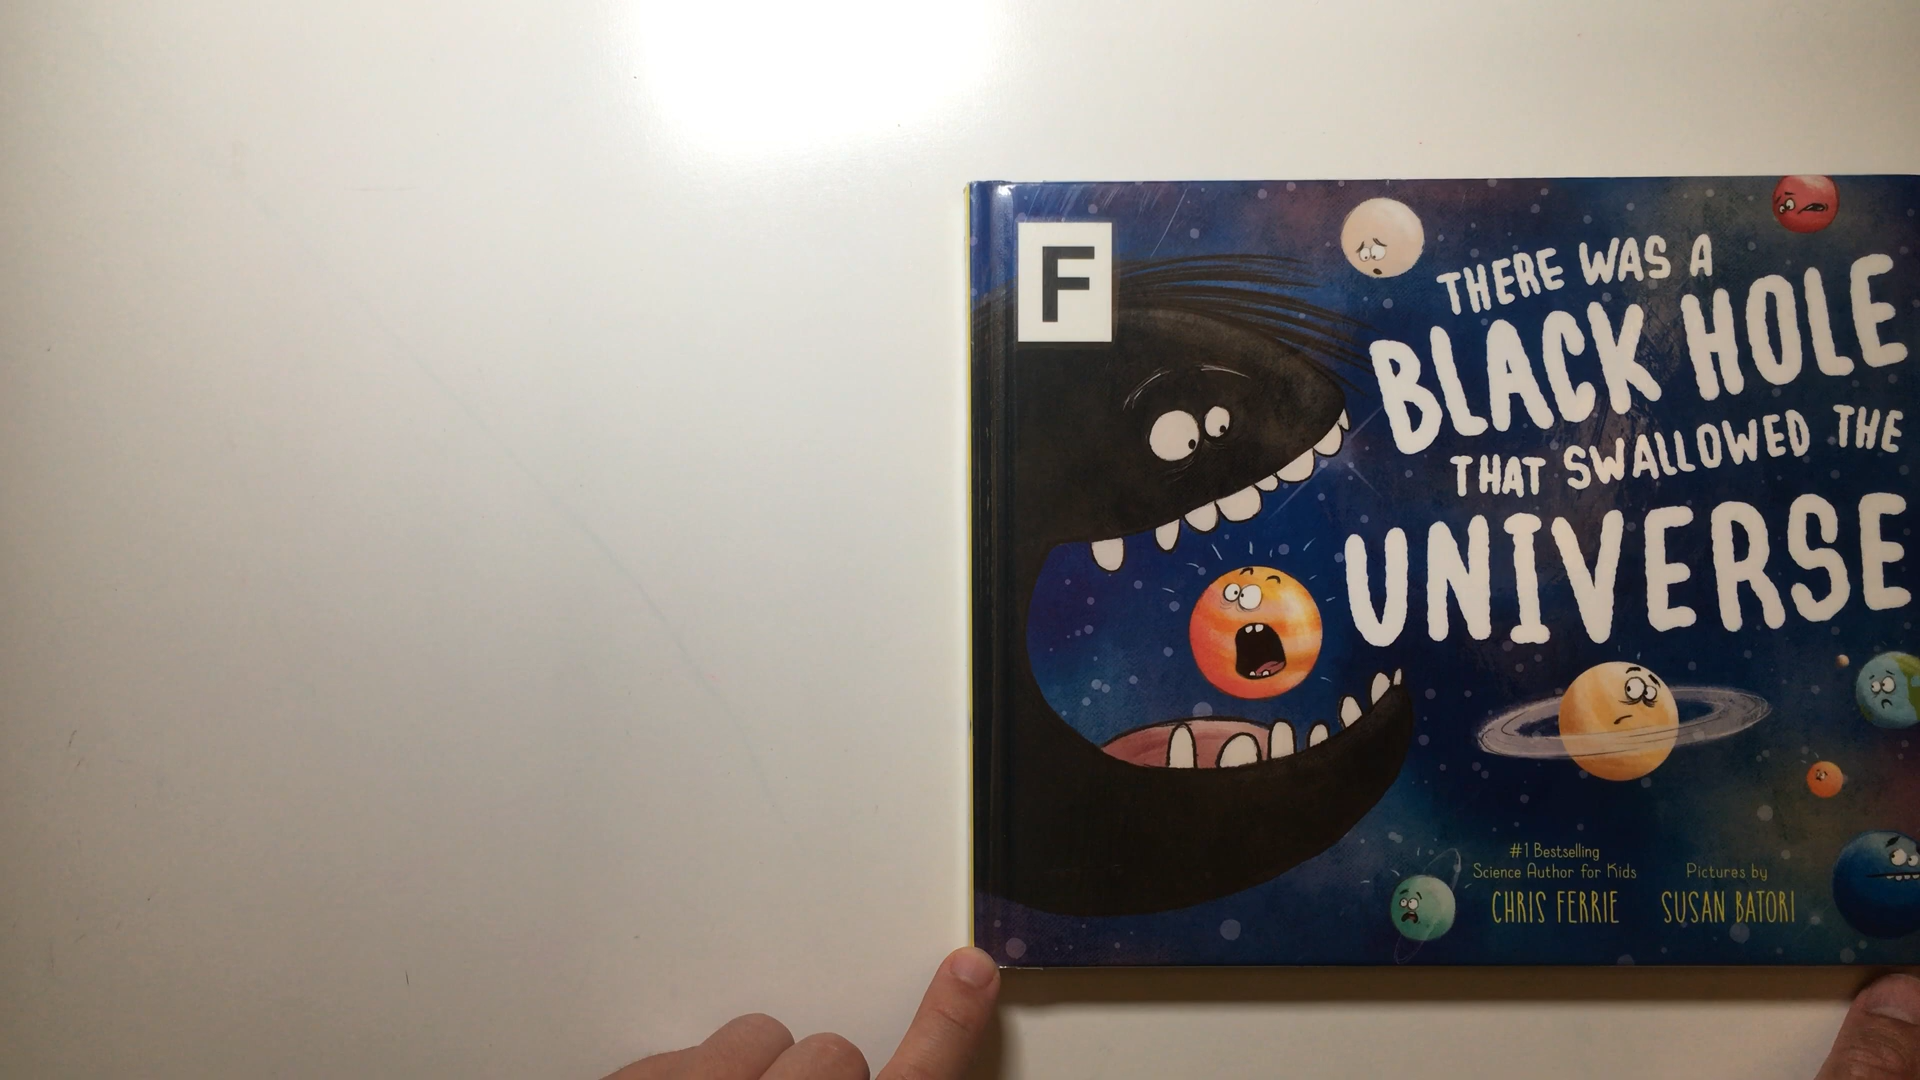 F
THERE WAS A
BLACK HOLE
THAT SWALLOWED THE
UNIVERSE
#1 Bestselling
Science Author for Kids
CHRIS FERRIE
Pictures by
SUSAN BATORI